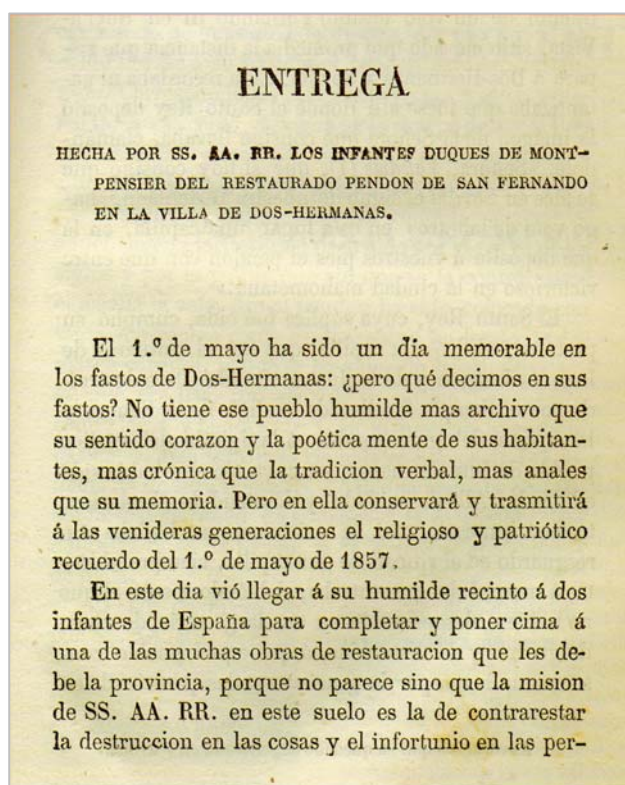 ENTREGA
HECHA POR SS. AA. RR. LOS INFANTES DUQUES DE MONT-
PENSIER DEL RESTAURADO PENDON DE SAN FERNANDO
EN LA VILLA DE DOS-HERMANAS.
El 1.º de mayo ha sido un dia memorable en
los fastos de Dos-Hermanas: ¿pero qué decimos en sus
fastos? No tiene ese pueblo humilde mas archivo que
su sentido corazon y la poética mente de sus habitan-
tes, mas crónica que la tradicion verbal, mas anales
que su memoria. Pero en ella conservará y trasmitirá
á las venideras generaciones el religioso y patriótico
recuerdo del 1.º de mayo de 1857.
En este dia vió llegar á su humilde recinto á dos
infantes de España para completar y poner cima á
una de las muchas obras de restauracion que les de-
be la provincia, porque no parece sino que la mision
de SS. AA. RR. en este suelo es la de contrarestar
la destruccion en las cosas y el infortunio en las per-